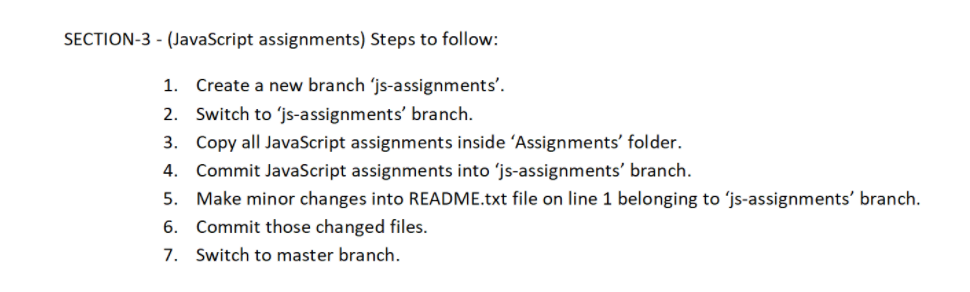 SECTION-3 - (JavaScript assignments) Steps to follow:
1. Create a new branch ‘js-assignments’.
2. Switch to ‘js-assignments’ branch.
3. Copy all JavaScript assignments inside ‘Assignments’ folder.
4. Commit JavaScript assignments into ‘js-assignments’ branch.
5. Make minor changes into README.txt file on line 1 belonging to ‘js-assignments’ branch.
6. Commit those changed files.
7. Switch to master branch.